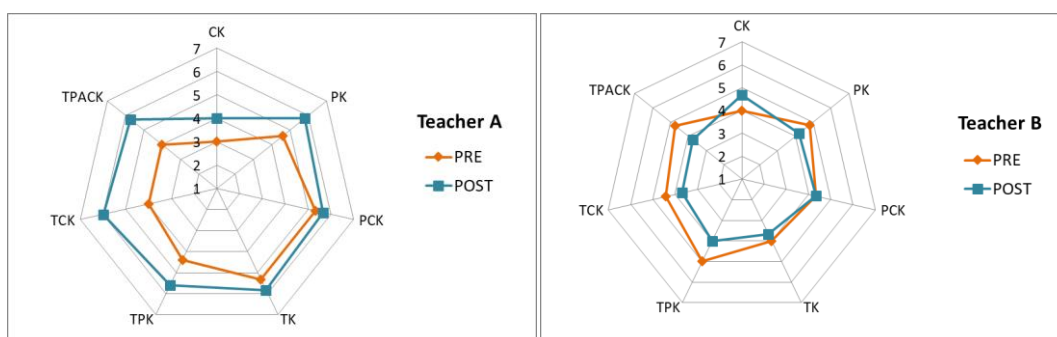 CK
7
6
5
4
3
2
1
PK
PCK
TK
TPK
TCK
TPACK
Teacher A
PRE
POST
CK
7
6
5
4
3
2
1
PK
PCK
TK
TPK
TCK
TPACK
Teacher B
PRE
POST